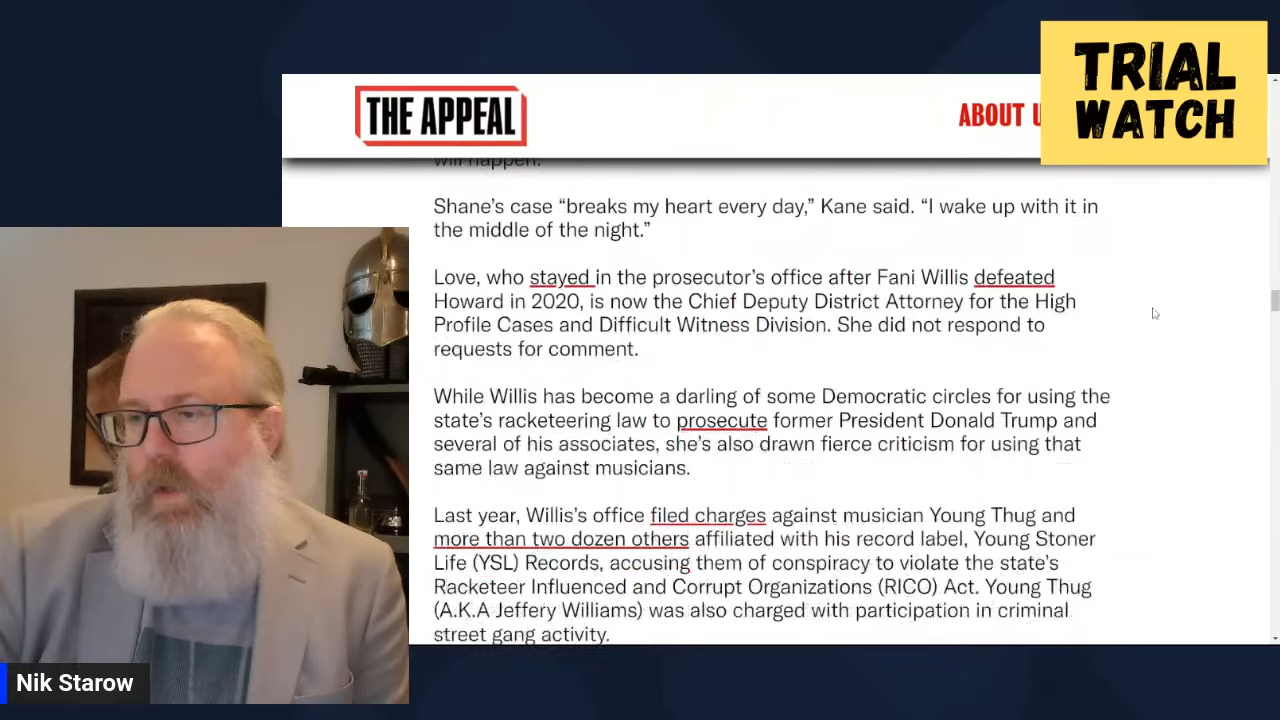 TRIAL
WATCH
THE APPEAL
ABOUT U
will happen.
Shane's case “breaks my heart every day,” Kane said. “I wake up with it in
the middle of the night.”
Love, who stayed in the prosecutor's office after Fani Willis defeated
Howard in 2020, is now the Chief Deputy District Attorney for the High
Profile Cases and Difficult Witness Division. She did not respond to
requests for comment.
While Willis has become a darling of some Democratic circles for using the
state's racketeering law to prosecute former President Donald Trump and
several of his associates, she's also drawn fierce criticism for using that
same law against musicians.
Last year, Willis's office filed charges against musician Young Thug and
more than two dozen others affiliated with his record label, Young Stoner
Life (YSL) Records, accusing them of conspiracy to violate the state's
Racketeer Influenced and Corrupt Organizations (RICO) Act. Young Thug
(A.K.A Jeffery Williams) was also charged with participation in criminal
street gang activity.
Nik Starow